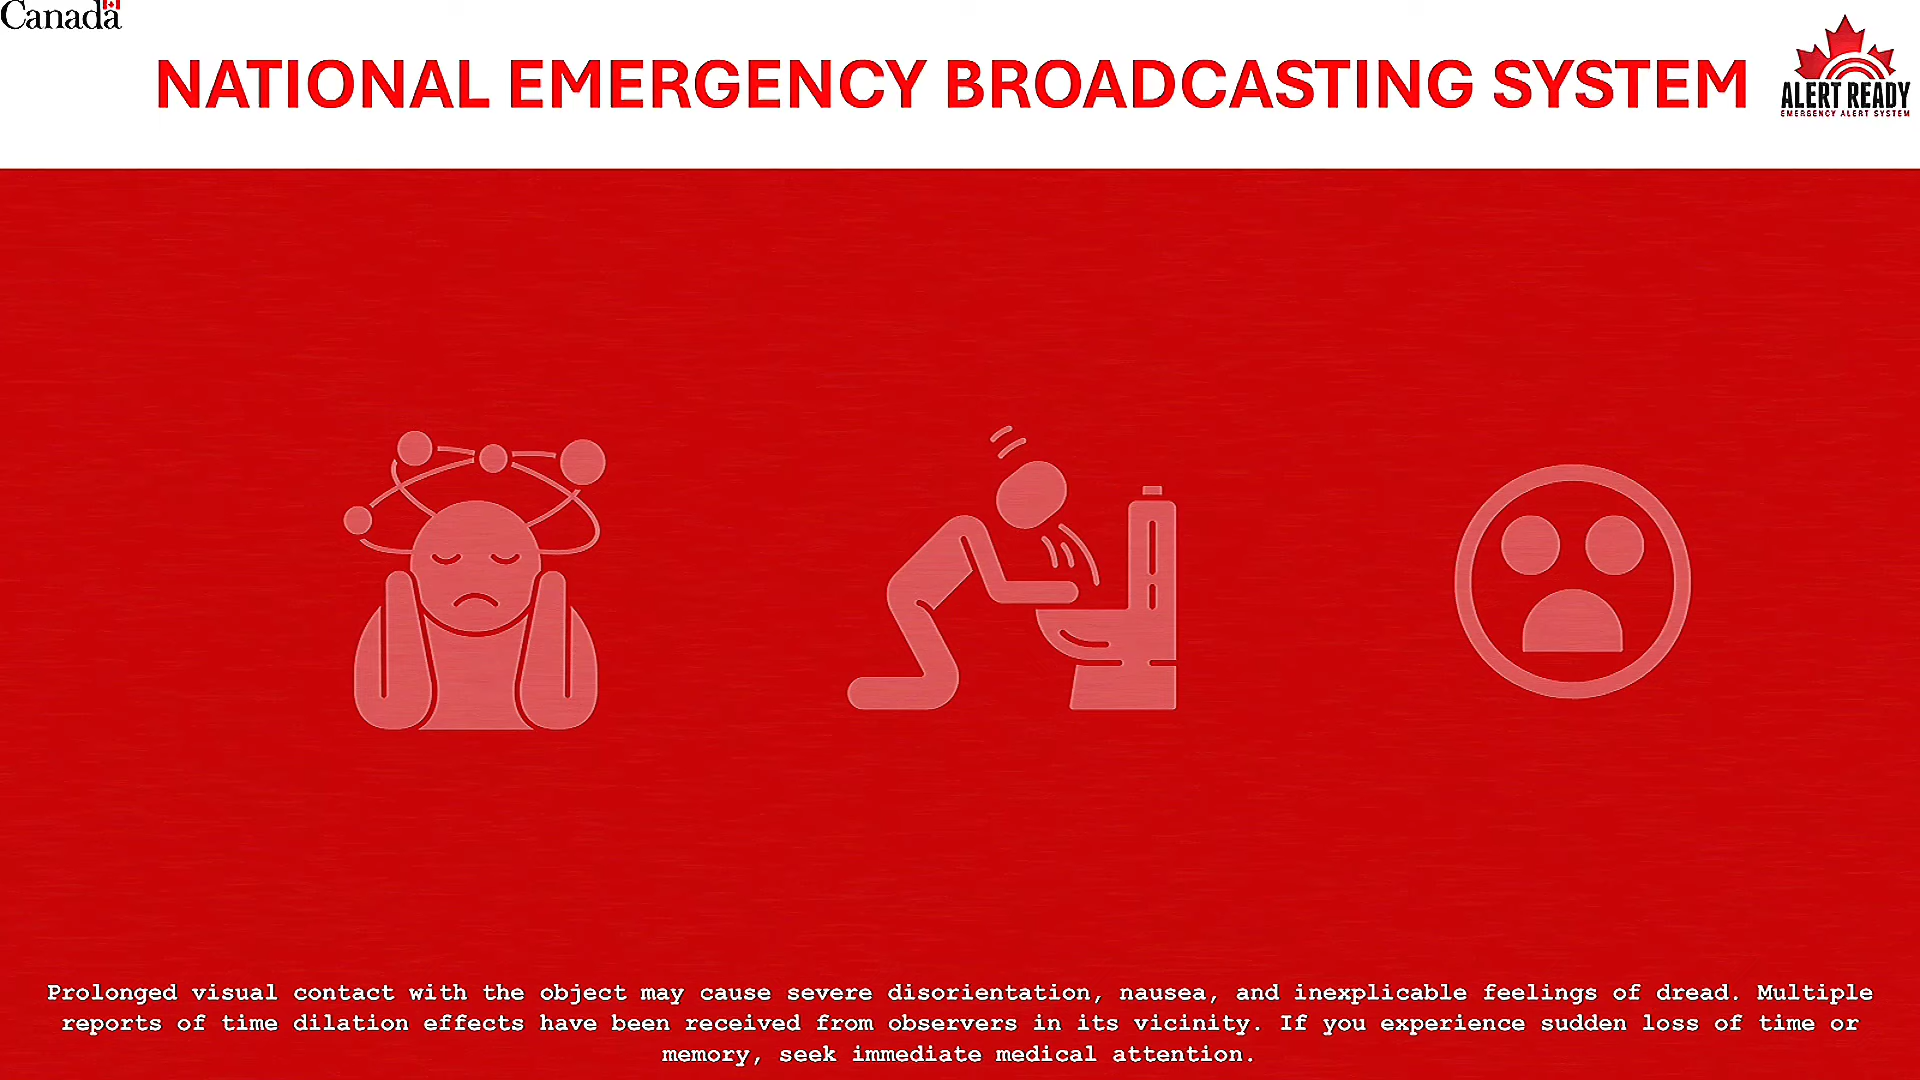 Canada
NATIONAL EMERGENCY BROADCASTING SYSTEM
ALERT READY
EMERGENCY ALERT SYSTEM
Prolonged visual contact with the object may cause severe disorientation, nausea, and inexplicable feelings of dread. Multiple
reports of time dilation effects have been received from observers in its vicinity. If you experience sudden loss of time or
memory, seek immediate medical attention.